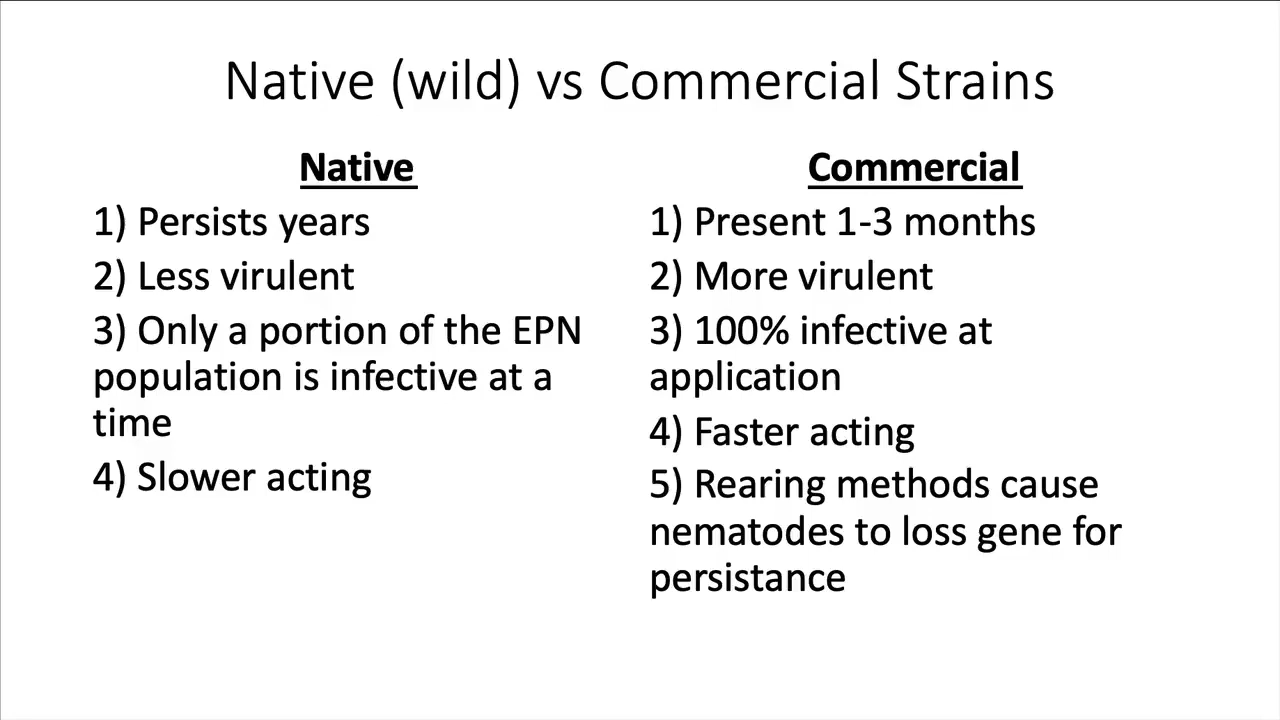 Native (wild) vs Commercial Strains
Native
1) Persists years
2) Less virulent
3) Only a portion of the EPN
population is infective at a
time
4) Slower acting
Commercial
1) Present 1-3 months
2) More virulent
3) 100% infective at
application
4) Faster acting
5) Rearing methods cause
nematodes to loss gene for
persistance